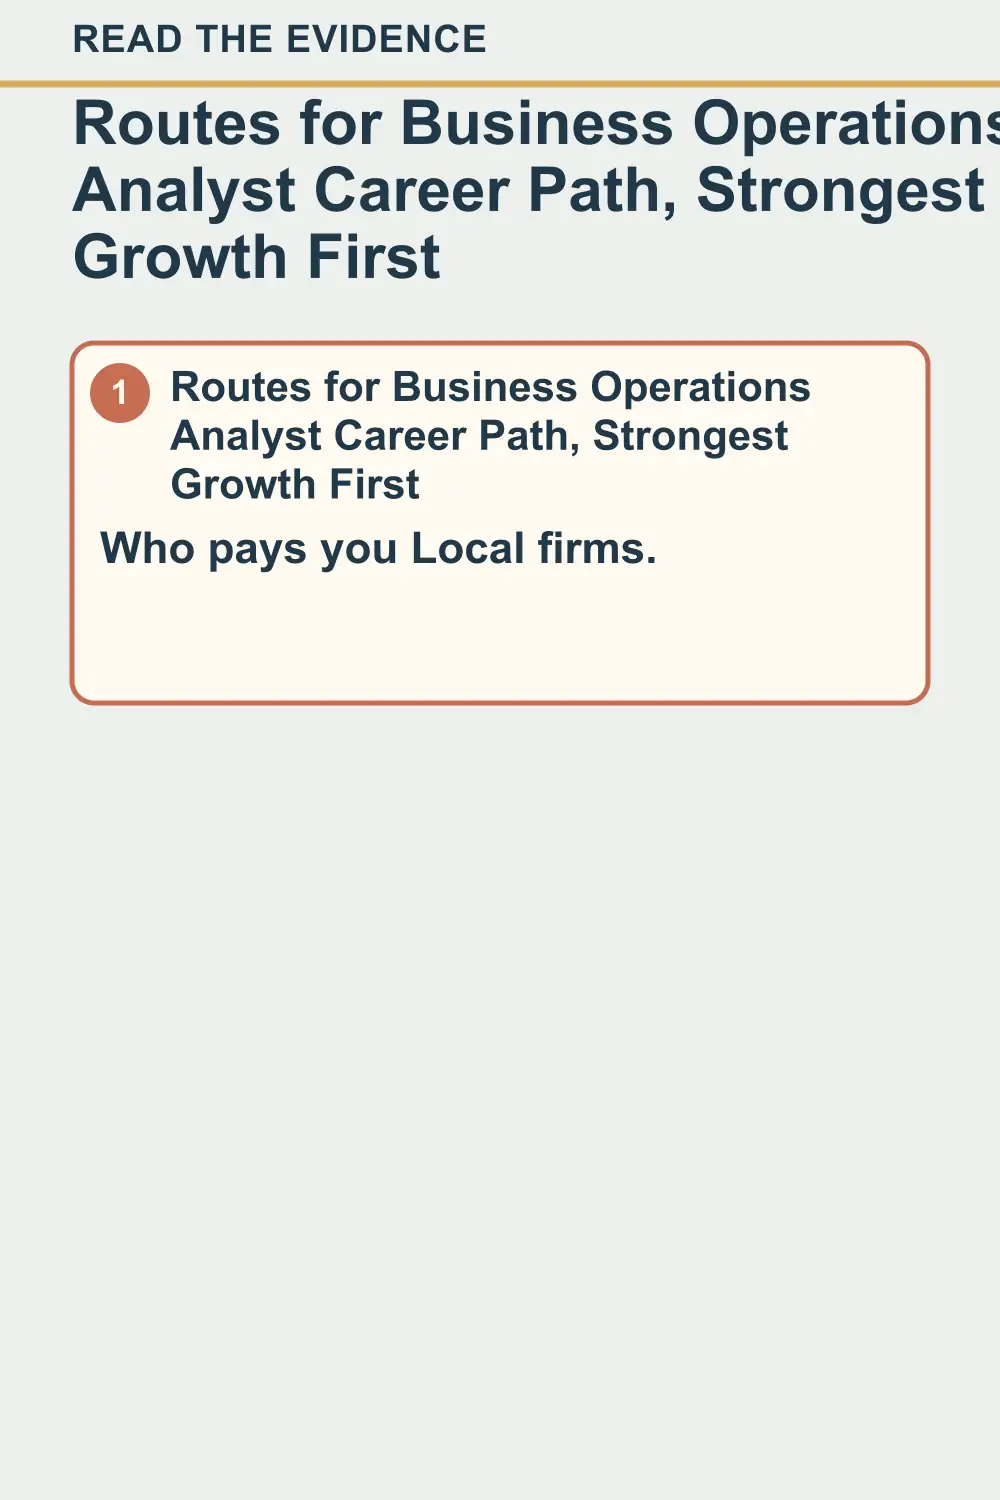 READ THE EVIDENCE
Routes for Business Operations
Analyst Career Path, Strongest
Growth First
1
Routes for Business Operations
Analyst Career Path, Strongest
Growth First
Who pays you Local firms.